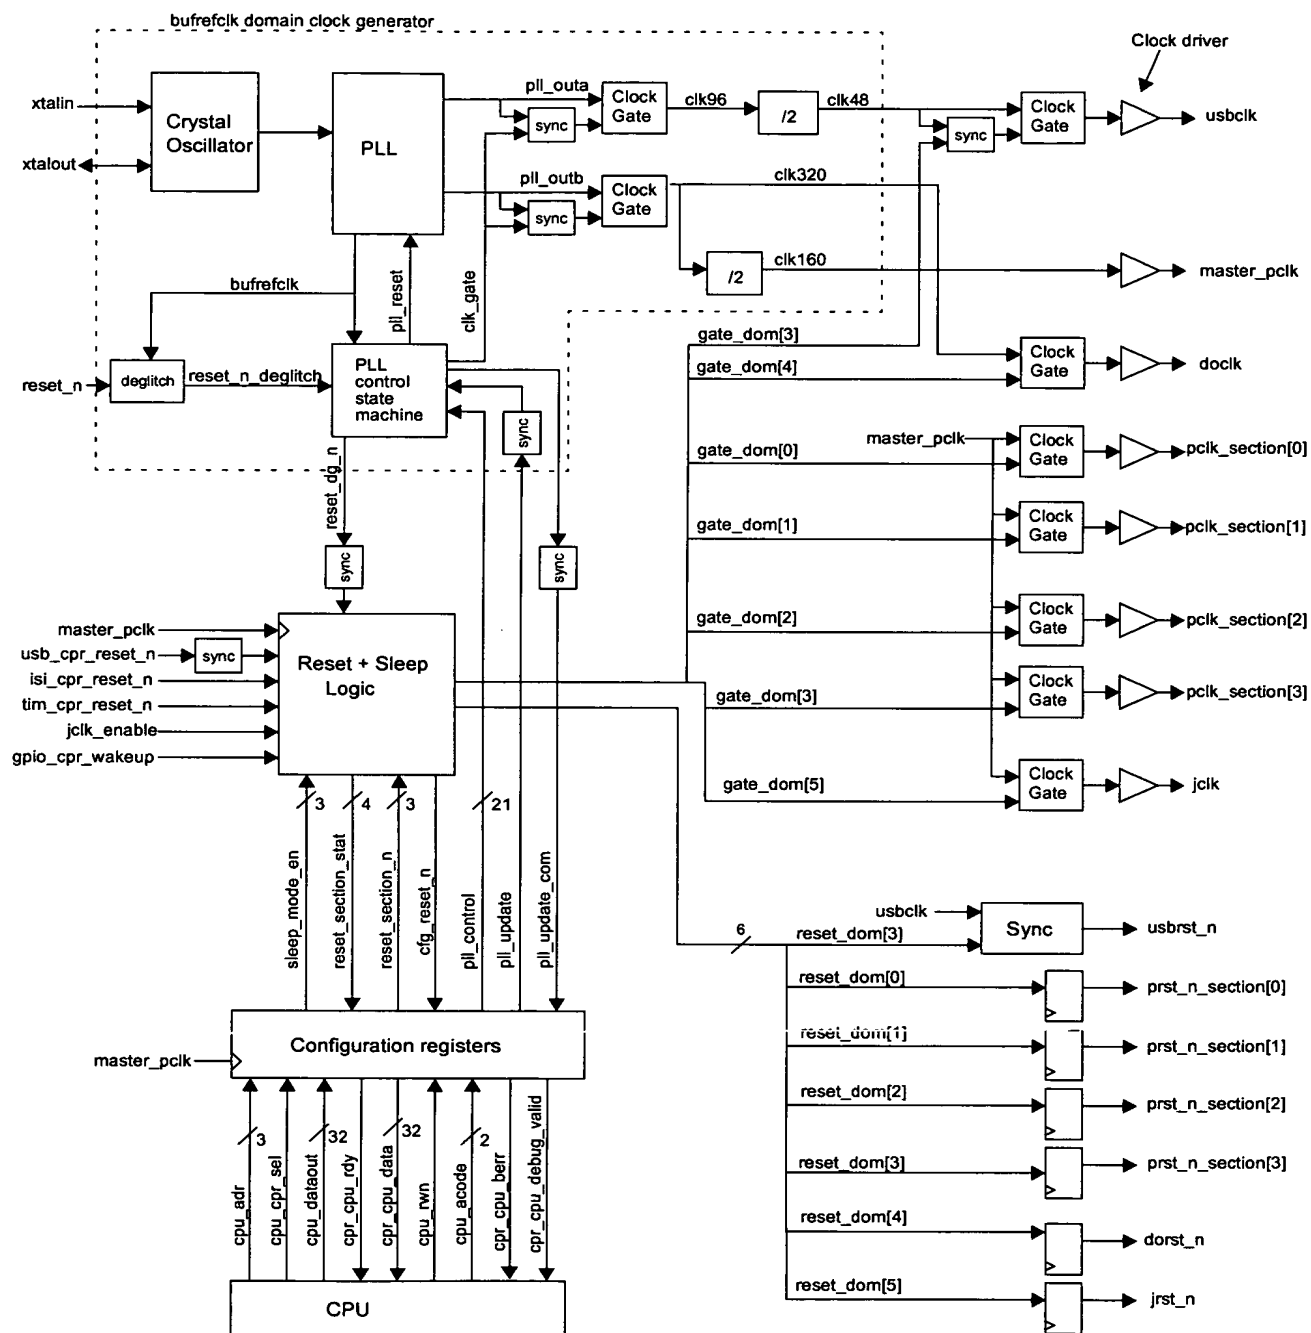 bufrefclk domain clock generator
Clock driver
xtalin
xtalout
Crystal
Oscillator
PLL
pll_outa
sync
Clock
Gate
clk96
/2
clk48
sync
Clock
Gate
usbclk
pll_outb
sync
Clock
Gate
clk320
/2
clk160
master_pclk
bufrefclk
pll_reset
clk_gate
reset_n
deglitch
reset_n_deglitch
PLL
control
state
machine
sync
gate_dom[3]
gate_dom[4]
Clock
Gate
doclk
master_pclk
gate_dom[0]
Clock
Gate
pclk_section[0]
reset_dg_n
gate_dom[1]
Clock
Gate
pclk_section[1]
sync
sync
gate_dom[2]
Clock
Gate
pclk_section[2]
master_pclk
usb_cpr_reset_n
sync
isi_cpr_reset_n
tim_cpr_reset_n
jclk_enable
gpio_cpr_wakeup
Reset + Sleep
Logic
gate_dom[3]
Clock
Gate
pclk_section[3]
gate_dom[5]
Clock
Gate
jclk
3
4
3
21
sleep_mode_en
reset_section_stat
reset_section_n
cfg_reset_n
pll_control
pll_update
pll_update_com
6
usbclk
reset_dom[3]
Sync
usbrst_n
reset_dom[0]
prst_n_section[0]
reset_dom[1]
prst_n_section[1]
reset_dom[2]
prst_n_section[2]
reset_dom[3]
prst_n_section[3]
reset_dom[4]
dorst_n
reset_dom[5]
jrst_n
master_pclk
Configuration registers
3
32
32
2
cpu_adr
cpu_cpr_sel
cpu_dataout
cpr_cpu_rdy
cpr_cpu_data
cpu_rwn
cpu_acode
cpr_cpu_berr
cpr_cpu_debug_valid
CPU